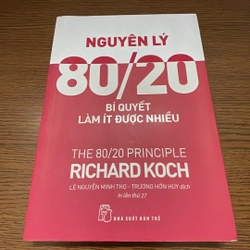 NGUYÊN LÝ
80/20
BÍ QUYẾT
LÀM ÍT ĐƯỢC NHIỀU
THE 80/20 PRINCIPLE
RICHARD KOCH
LÊ NGUYỄN MINH THỌ - TRƯƠNG HỚN HUY dịch
In lần thứ 27
NHÀ XUẤT BẢN TRẺ